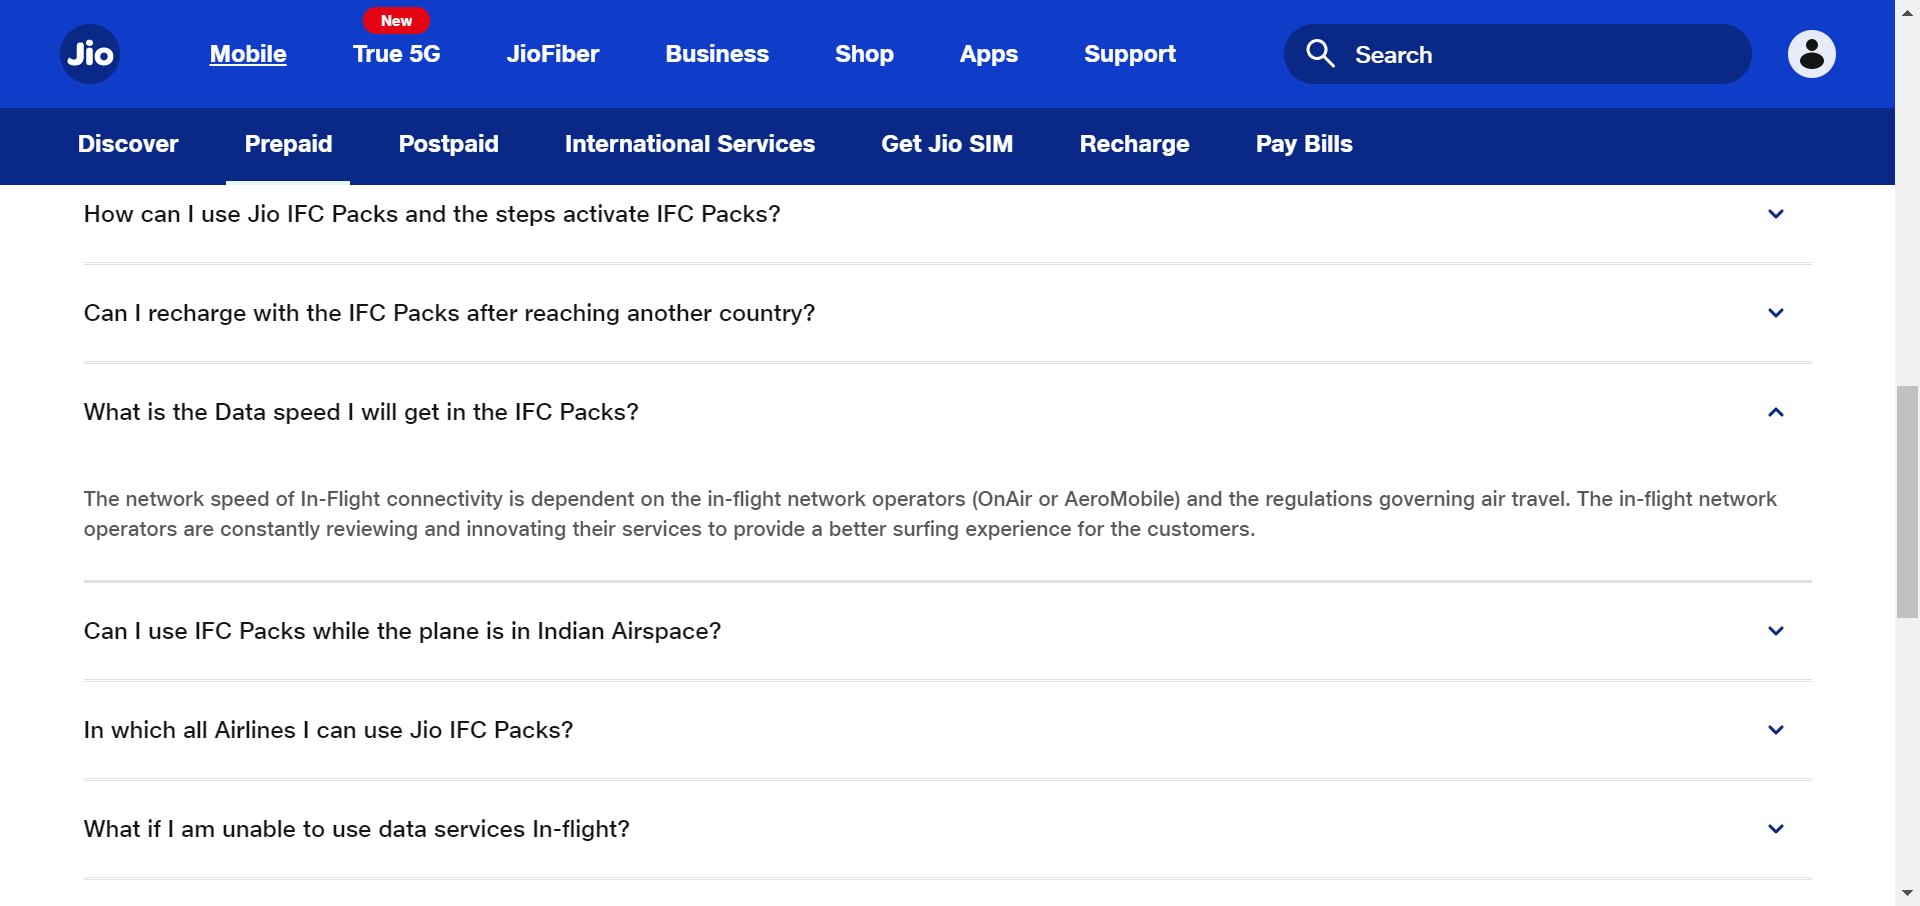 New
Jio Mobile True 5G JioFiber Business Shop Apps Support Search
Discover Prepaid Postpaid International Services Get Jio SIM Recharge Pay Bills
How can I use Jio IFC Packs and the steps activate IFC Packs?
Can I recharge with the IFC Packs after reaching another country?
What is the Data speed I will get in the IFC Packs?
The network speed of In-Flight connectivity is dependent on the in-flight network operators (OnAir or AeroMobile) and the regulations governing air travel. The in-flight network
operators are constantly reviewing and innovating their services to provide a better surfing experience for the customers.
Can I use IFC Packs while the plane is in Indian Airspace?
In which all Airlines I can use Jio IFC Packs?
What if I am unable to use data services In-flight?